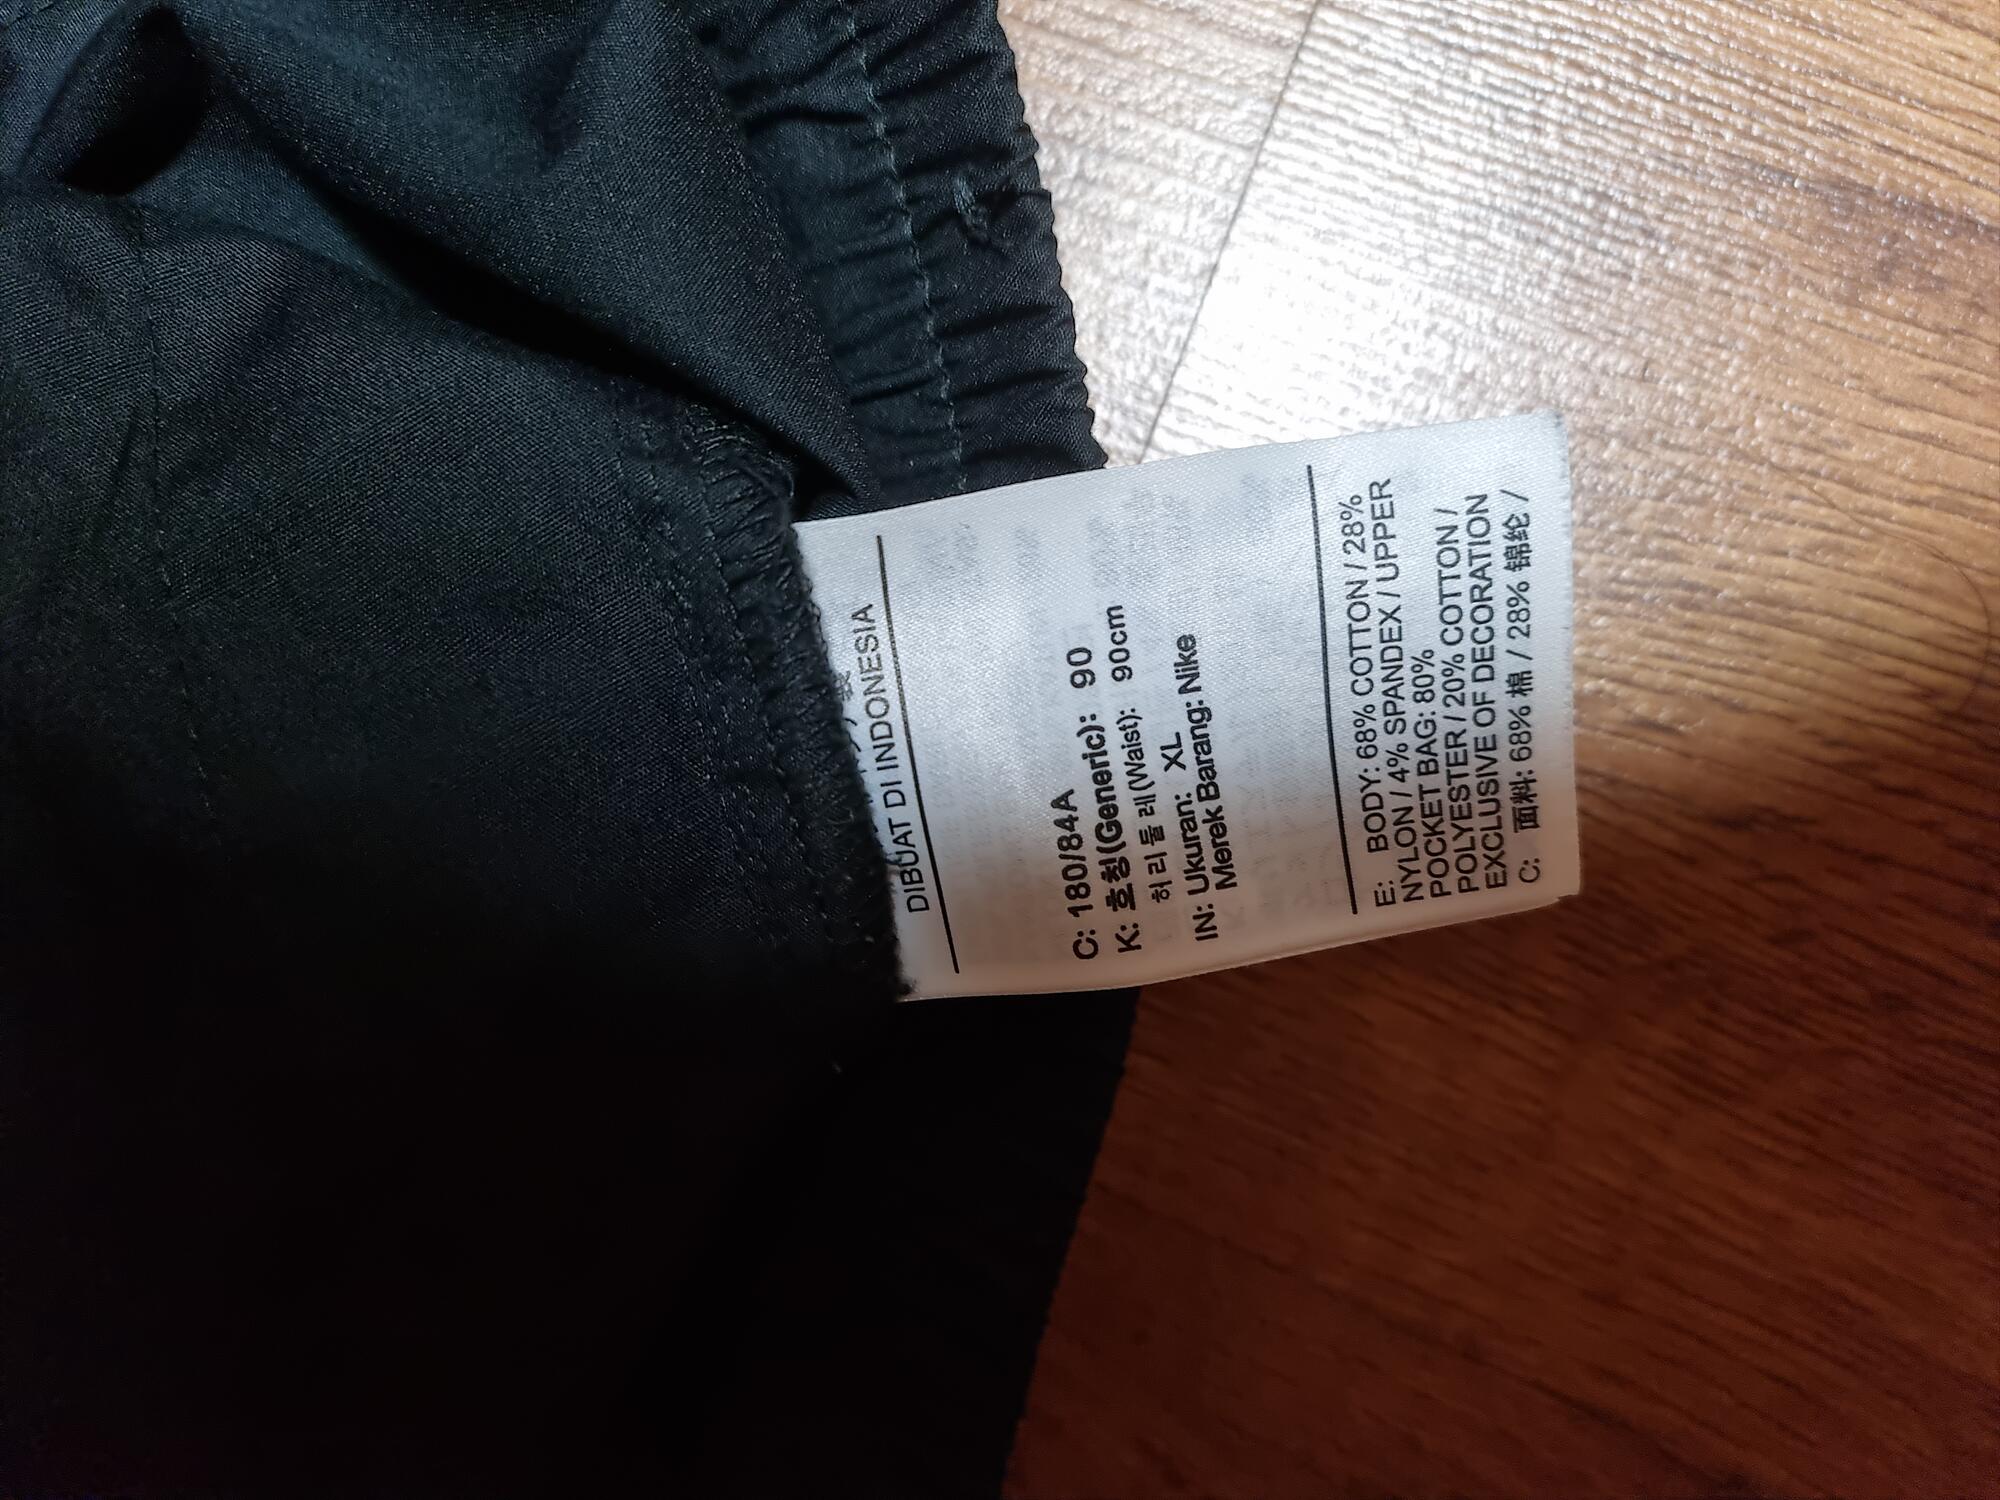 DIBUAT DI INDONESIA
C: 180/84A
K: 호칭(Generic): 90
허리둘레(Waist): 90cm
IN: Ukuran: XL
Merek Barang: Nike
E: BODY: 68% COTTON / 28%
NYLON / 4% SPANDEX / UPPER
POCKET BAG: 80%
POLYESTER / 20% COTTON /
EXCLUSIVE OF DECORATION
C: 面料: 68% 棉 / 28% 锦纶 /